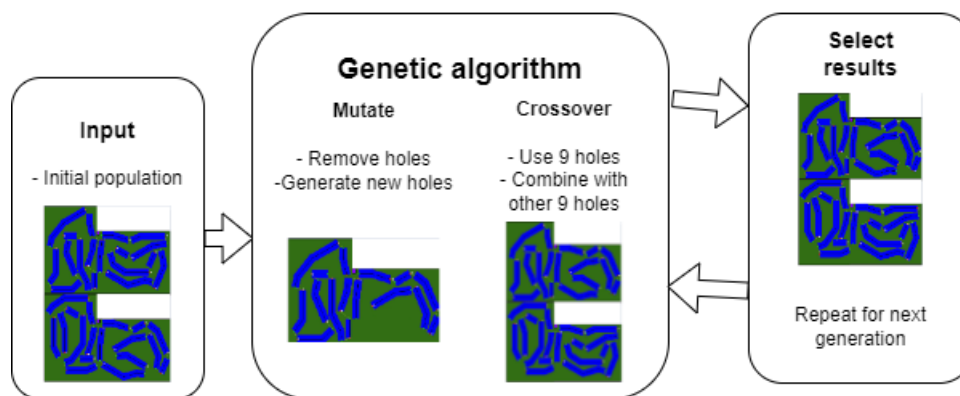 Input
- Initial population
Genetic algorithm
Mutate
- Remove holes
-Generate new holes
Crossover
- Use 9 holes
- Combine with
other 9 holes
Select
results
Repeat for next
generation